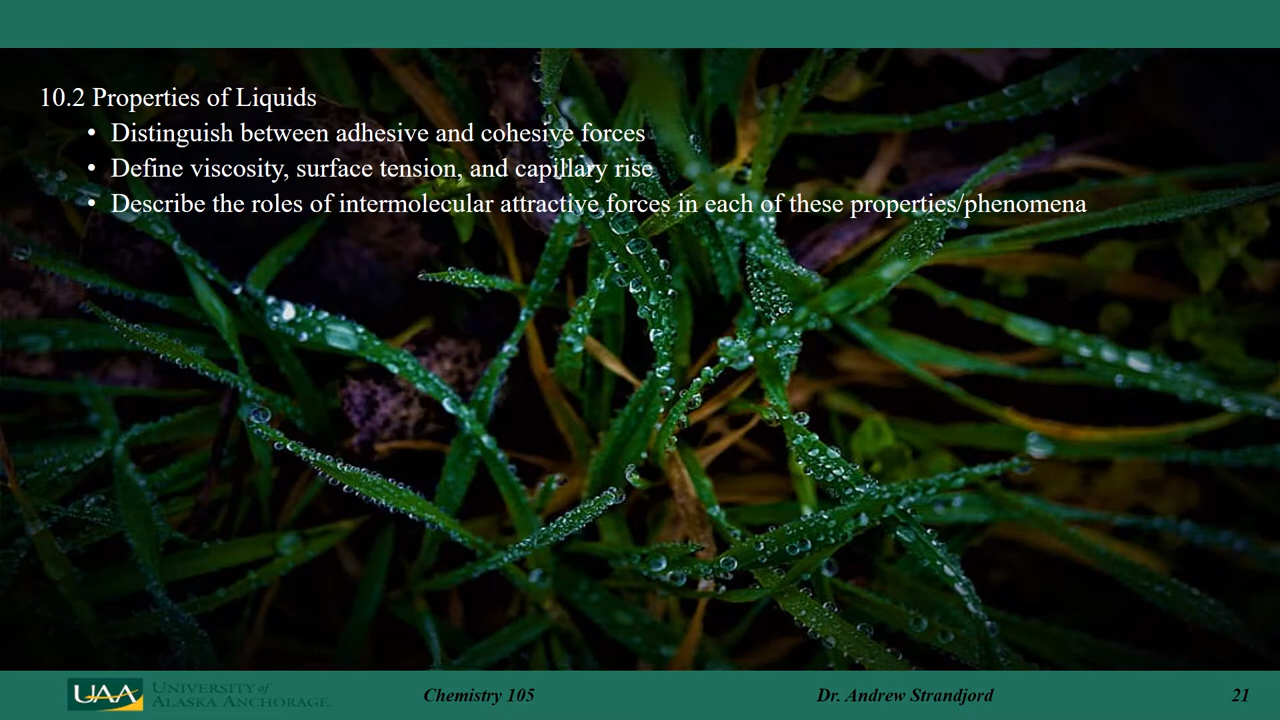 10.2 Properties of Liquids
• Distinguish between adhesive and cohesive forces
• Define viscosity, surface tension, and capillary rise
• Describe the roles of intermolecular attractive forces in each of these properties/phenomena
UAA
UNIVERSITY of
ALASKA ANCHORAGE.
Chemistry 105
Dr. Andrew Strandjord
21